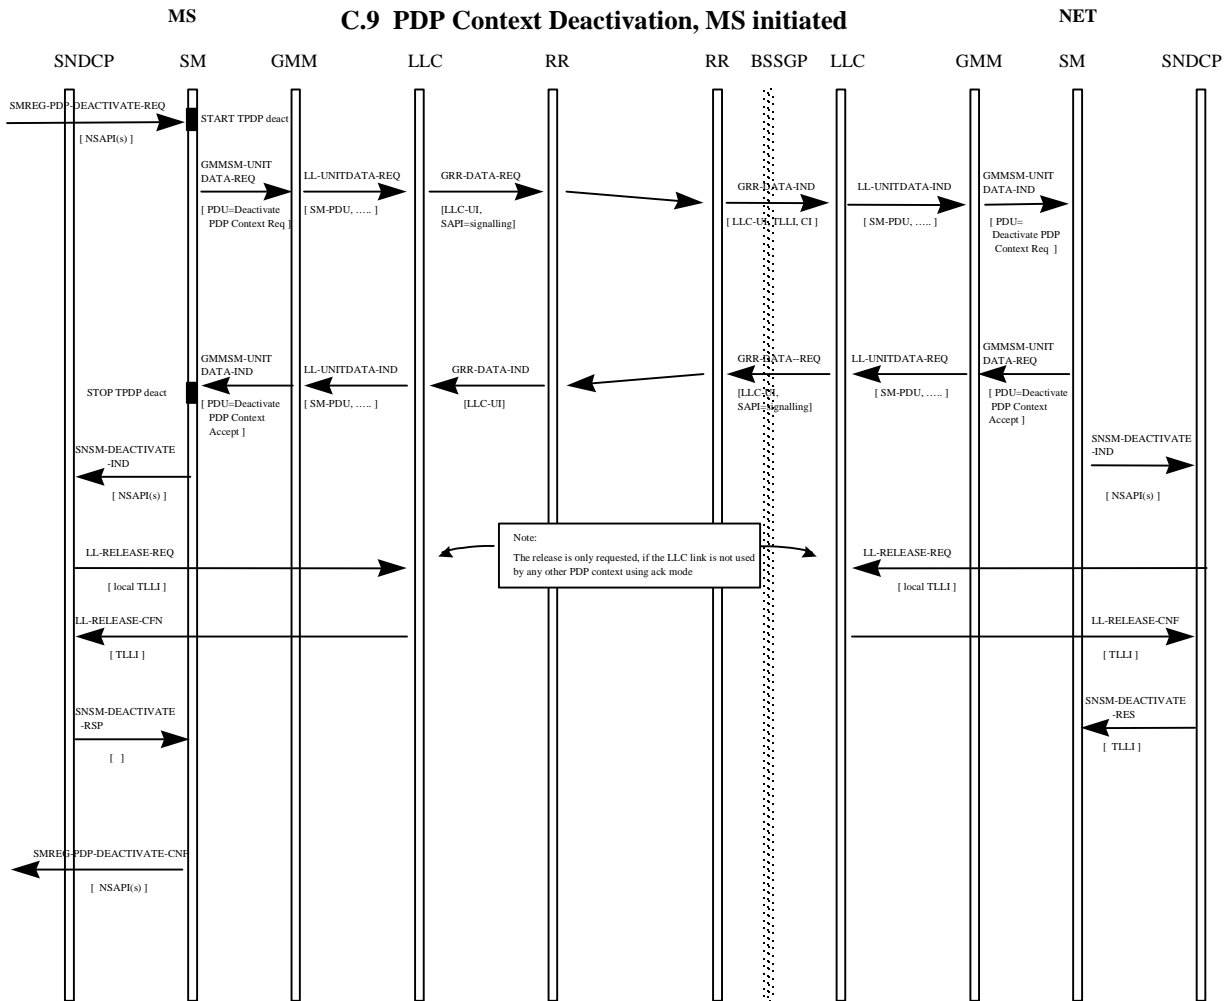 MS
C.9 PDP Context Deactivation, MS initiated
NET
SNDCP SM GMM LLC RR RR BSSGP LLC GMM SM SNDCP
SMREG-PDP-DEACTIVATE-REQ
[ NSAPI(s) ]
START TPDP deact
GMMSM-UNIT
DATA-REQ
[ PDU=Deactivate
PDP Context Req ]
LL-UNITDATA-REQ
[ SM-PDU, ….. ]
GRR-DATA-REQ
[LLC-UI,
SAPI=signalling]
GRR-DATA-IND
[ LLC-UI, TLLI, CI ]
LL-UNITDATA-IND
[ SM-PDU, ….. ]
GMMSM-UNIT
DATA-IND
[ PDU=
Deactivate PDP
Context Req ]
STOP TPDP deact
GMMSM-UNIT
DATA-IND
[ PDU=Deactivate
PDP Context
Accept ]
LL-UNITDATA-IND
[ SM-PDU, ….. ]
GRR-DATA-IND
[LLC-UI]
GRR-DATA--REQ
[LLC-UI,
SAPI=signalling]
LL-UNITDATA-REQ
[ SM-PDU, ….. ]
GMMSM-UNIT
DATA-REQ
[ PDU=Deactivate
PDP Context
Accept ]
SNSM-DEACTIVATE
-IND
[ NSAPI(s) ]
SNSM-DEACTIVATE
-IND
[ NSAPI(s) ]
LL-RELEASE-REQ
[ local TLLI ]
Note:
The release is only requested, if the LLC link is not used
by any other PDP context using ack mode
LL-RELEASE-REQ
[ local TLLI ]
LL-RELEASE-CFN
[ TLLI ]
LL-RELEASE-CNF
[ TLLI ]
SNSM-DEACTIVATE
-RSP
[ ]
SNSM-DEACTIVATE
-RES
[ TLLI ]
SMREG-PDP-DEACTIVATE-CNF
[ NSAPI(s) ]